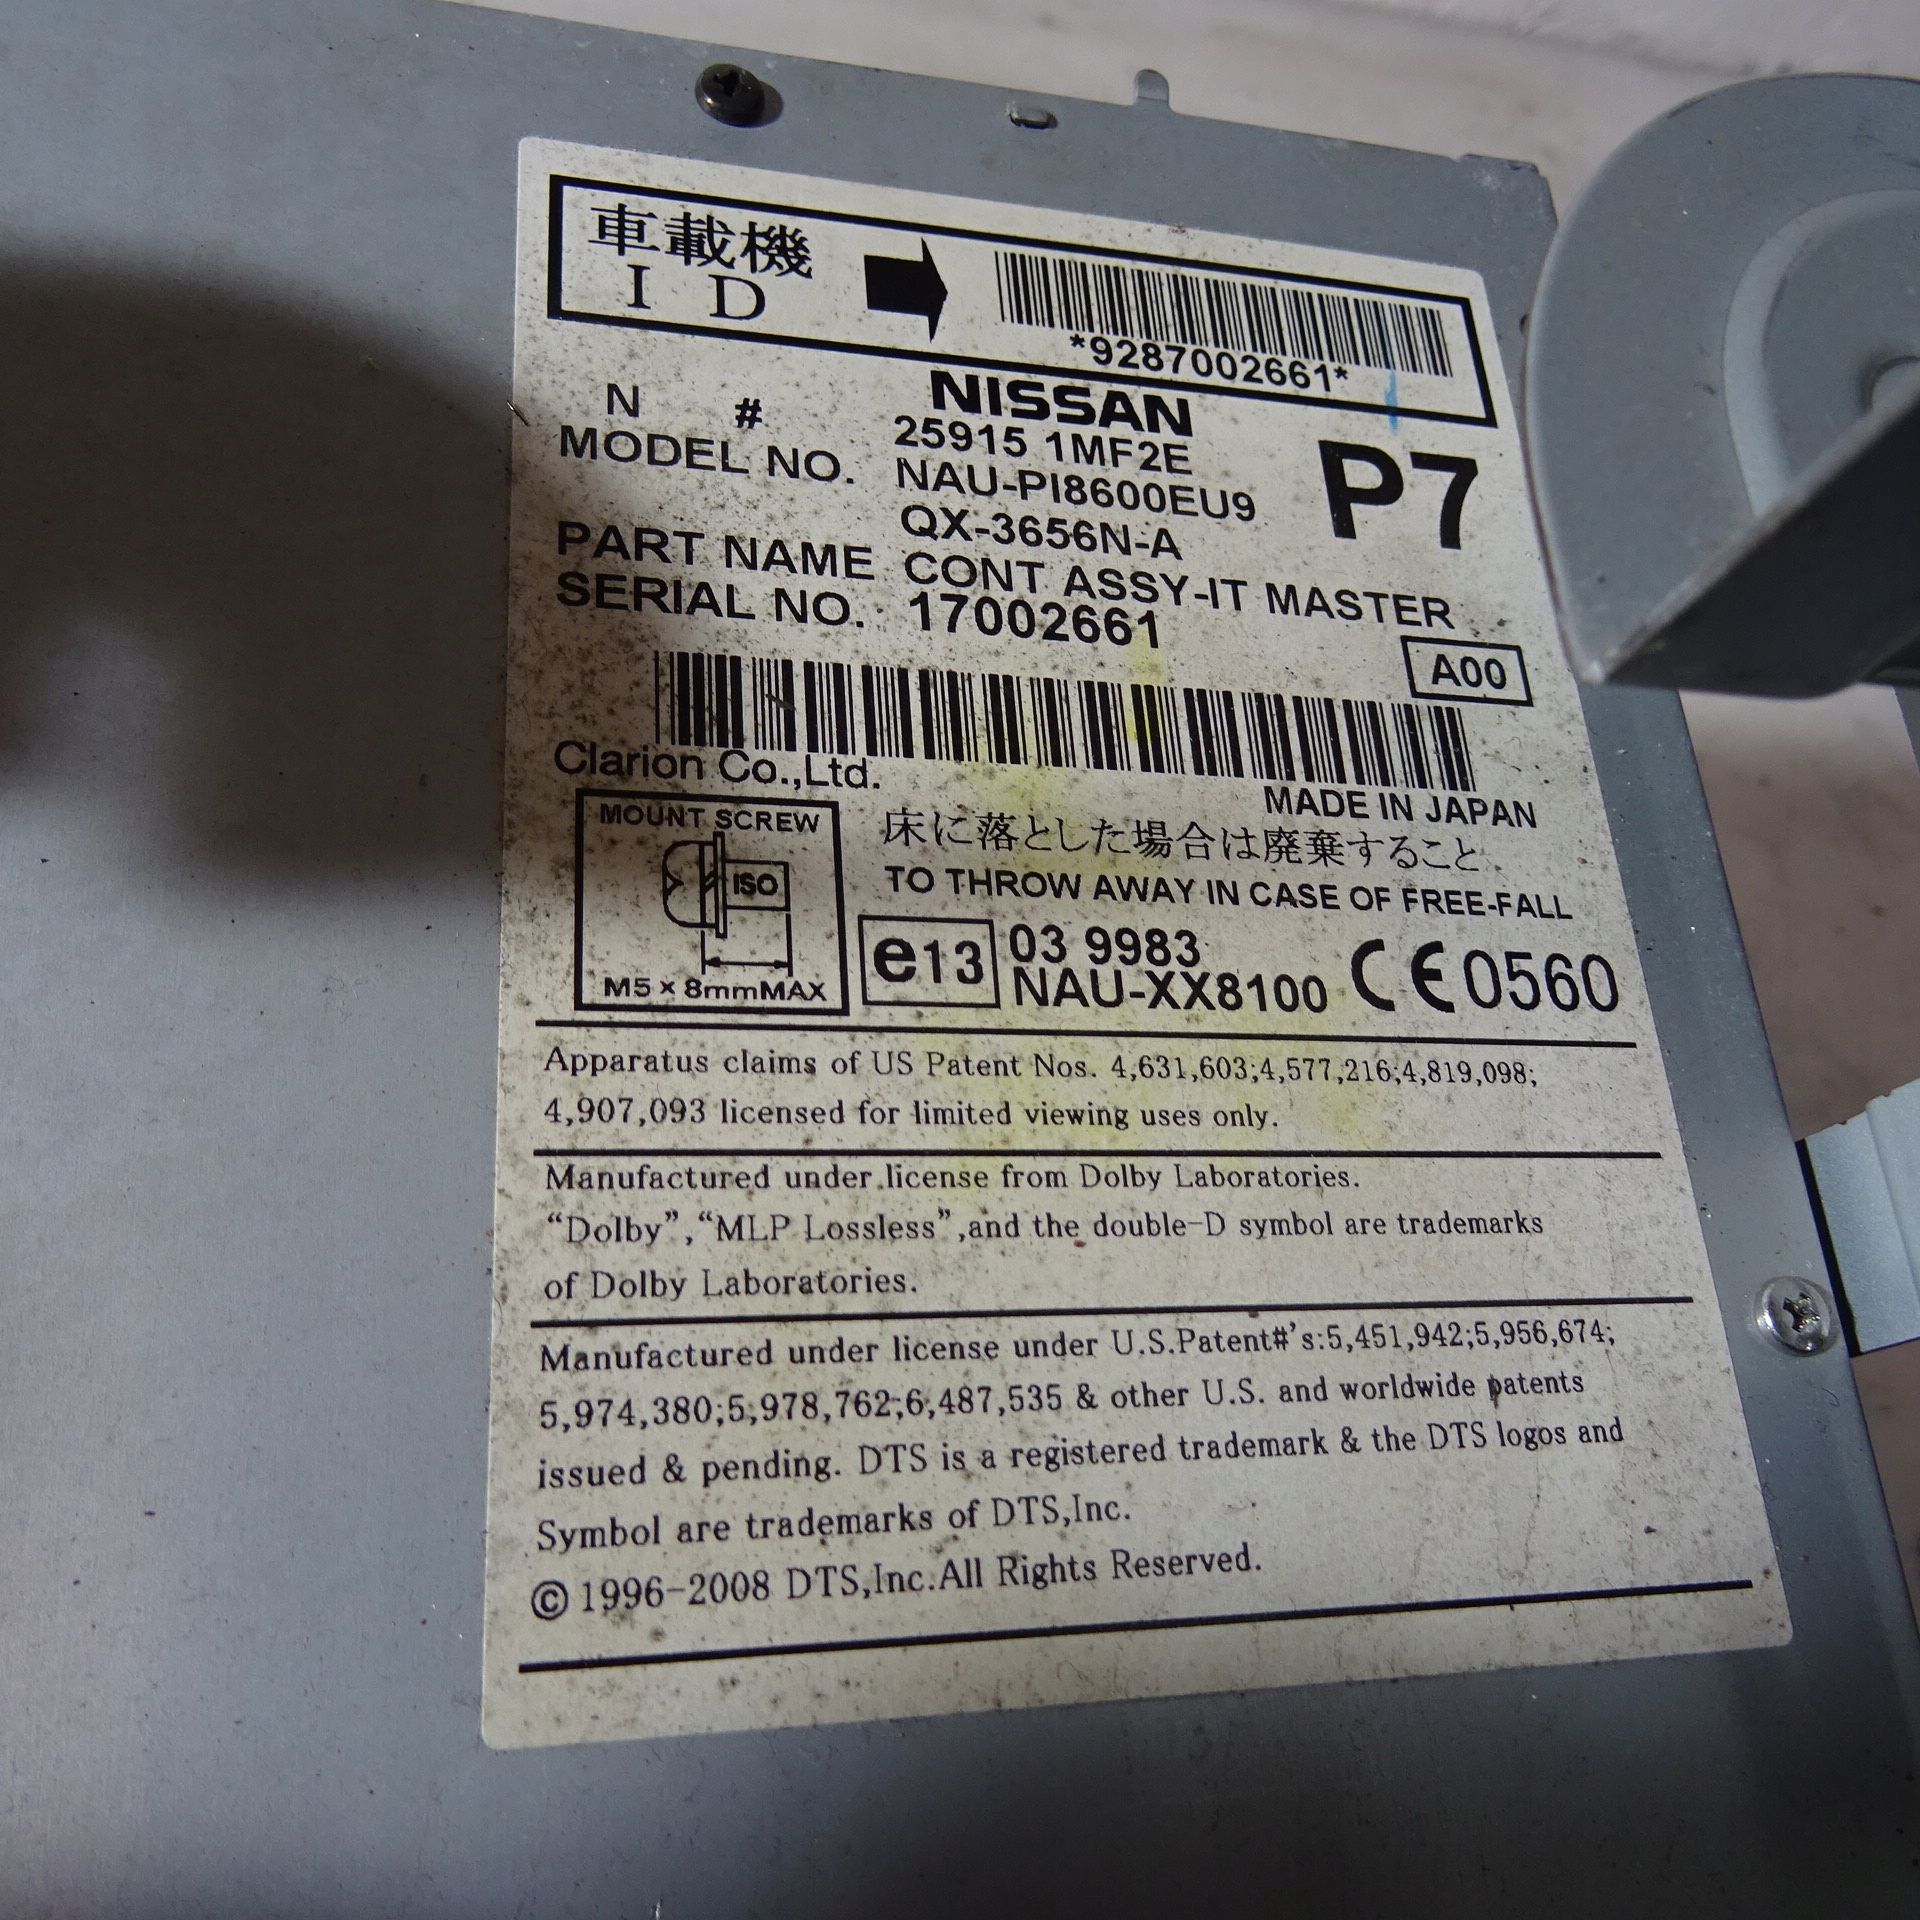 車載機
I D
*9287002661*
NISSAN
N # 25915 1MF2E
MODEL NO. NAU-PI8600EU9
P7
QX-3656N-A
PART NAME CONT ASSY-IT MASTER
SERIAL NO. 17002661
A00
Clarion Co.,Ltd.
MADE IN JAPAN
MOUNT SCREW
ISO
M5×8mmMAX
床に落とした場合は廃棄すること
TO THROW AWAY IN CASE OF FREE-FALL
e13
03 9983
NAU-XX8100
CE0560
Apparatus claims of US Patent Nos. 4,631,603;4,577,216;4,819,098;
4,907,093 licensed for limited viewing uses only.
Manufactured under license from Dolby Laboratories.
“Dolby”,“MLP Lossless”,and the double-D symbol are trademarks
of Dolby Laboratories.
Manufactured under license under U.S.Patent#'s:5,451,942;5,956,674;
5,974,380;5,978,762;6,487,535 & other U.S. and worldwide patents
issued & pending. DTS is a registered trademark & the DTS logos and
Symbol are trademarks of DTS,Inc.
© 1996-2008 DTS,Inc.All Rights Reserved.